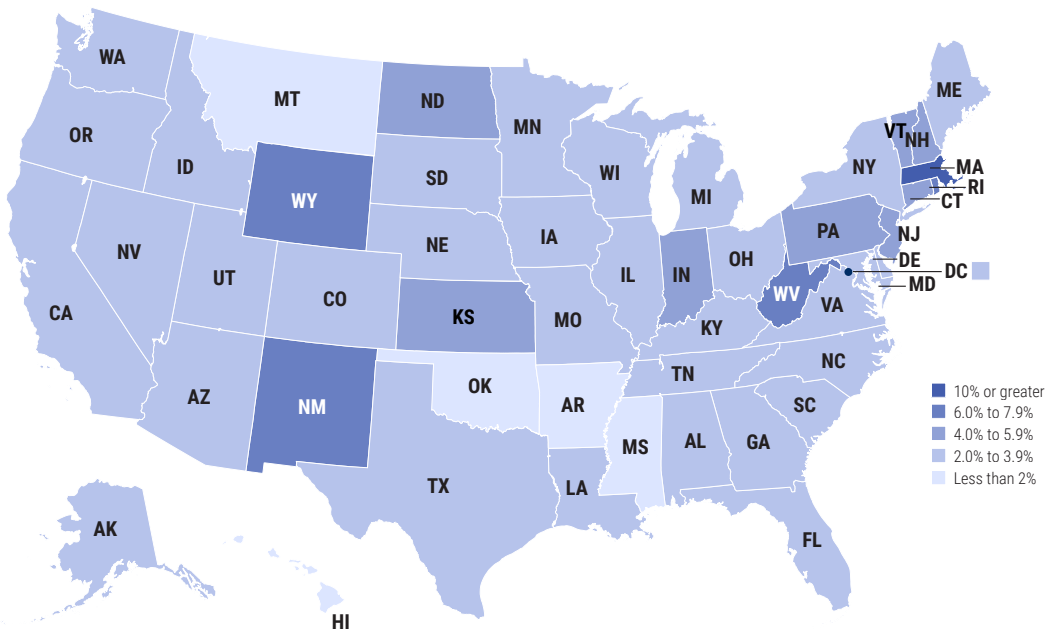 WA
ME
MT
ND
MN
VT
NH
OR
ID
SD
WI
NY
MA
MI
RI
WY
CT
NE
IA
PA
NJ
NV
OH
DE
UT
IL
IN
DC
CO
WV
MD
VA
CA
KS
MO
KY
NC
TN
AZ
NM
OK
AR
SC
10% or greater
6.0% to 7.9%
4.0% to 5.9%
2.0% to 3.9%
Less than 2%
MS
AL
GA
TX
LA
AK
FL
HI